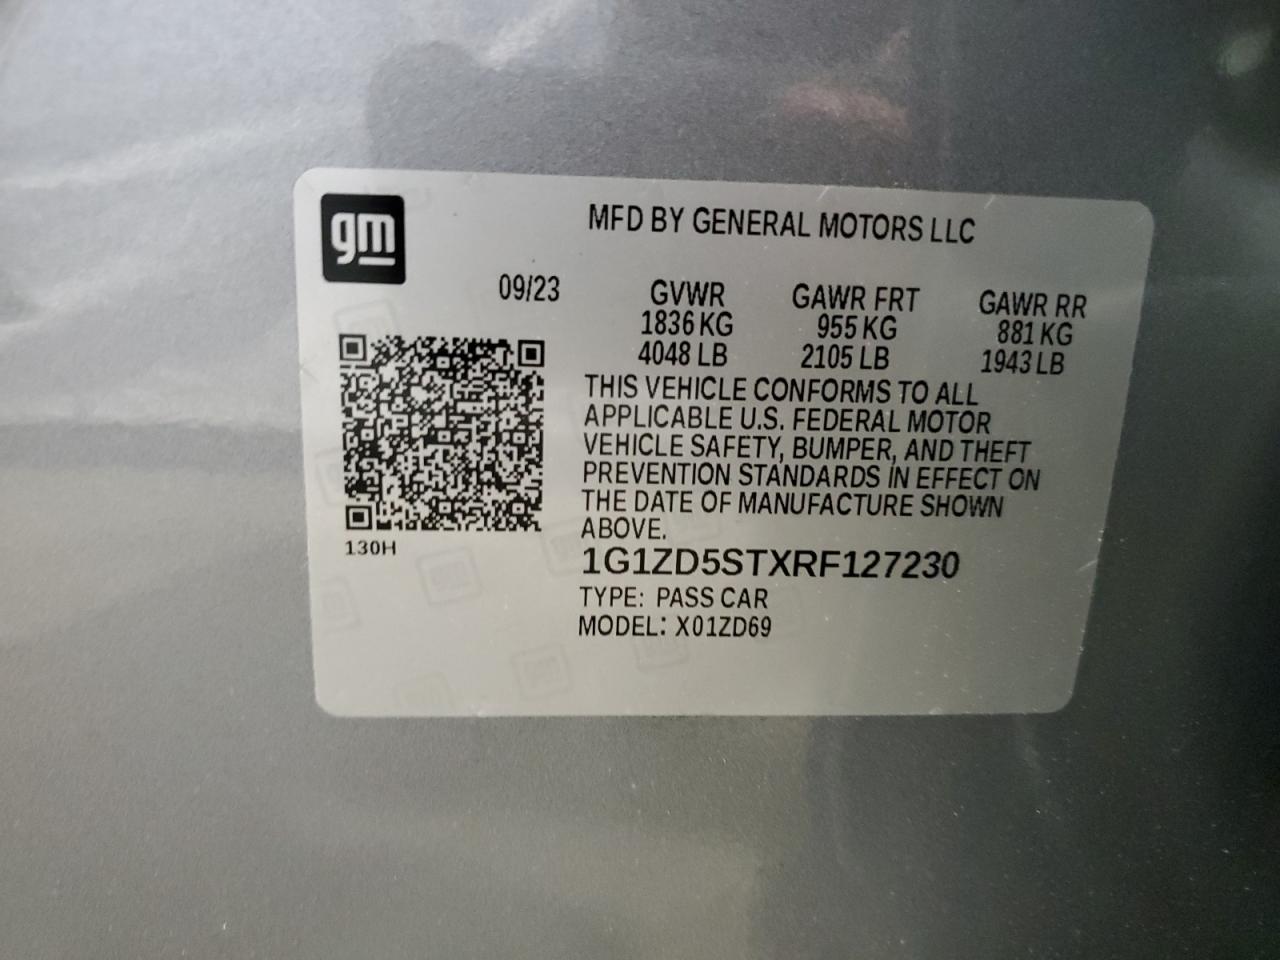 gm
MFD BY GENERAL MOTORS LLC
09/23
GVWR GAWR FRT GAWR RR
1836 KG 955 KG 881 KG
4048 LB 2105 LB 1943 LB
THIS VEHICLE CONFORMS TO ALL
APPLICABLE U.S. FEDERAL MOTOR
VEHICLE SAFETY, BUMPER, AND THEFT
PREVENTION STANDARDS IN EFFECT ON
THE DATE OF MANUFACTURE SHOWN
ABOVE.
130H
1G1ZD5STXRF127230
TYPE: PASS CAR
MODEL: X01ZD69